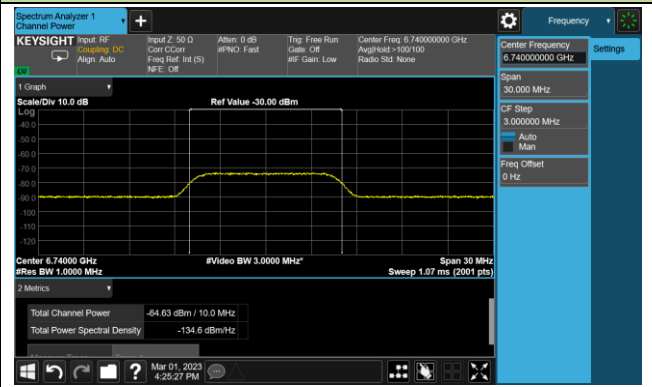 Spectrum Analyzer 1
Channel Power
Frequency
KEYSIGHT
Input: RF
Coupling: DC
Align: Auto
Input Z: 50 Ω
Corr CCorr
Freq Ref: Int (S)
NFE: Off
Atten: 0 dB
#PNO: Fast
Trig: Free Run
Gate: Off
#IF Gain: Low
Center Freq: 6.740000000 GHz
Avg|Hold:>100/100
Radio Std: None
Center Frequency
6.740000000 GHz
Settings
Span
30.000 MHz
CF Step
3.000000 MHz
Auto
Man
Freq Offset
0 Hz
1 Graph
Scale/Div 10.0 dB
Ref Value -30.00 dBm
Log
-40.0
-50.0
-60.0
-70.0
-80.0
-90.0
-100
-110
-120
Center 6.74000 GHz
#Video BW 3.0000 MHz*
Span 30 MHz
#Res BW 1.0000 MHz
Sweep 1.07 ms (2001 pts)
2 Metrics
Total Channel Power
-64.63 dBm / 10.0 MHz
Total Power Spectral Density
-134.6 dBm/Hz
?
Mar 01, 2023
4:25:27 PM